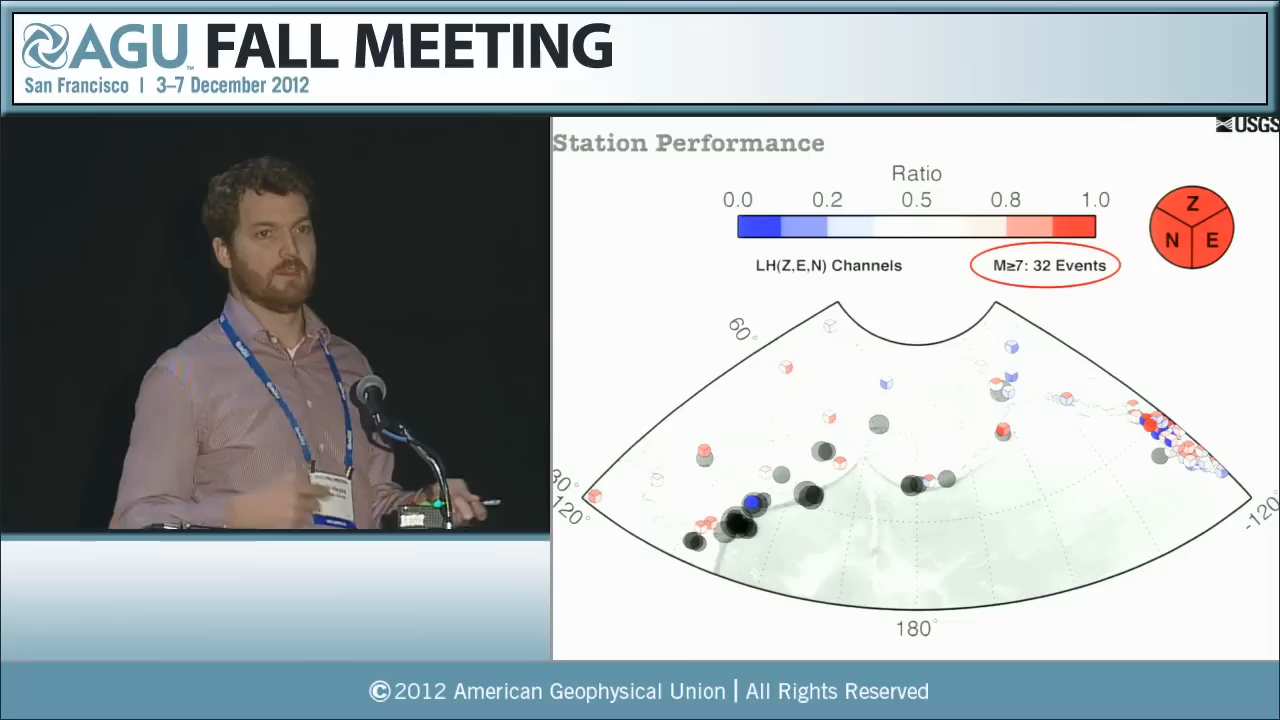 AGU FALL MEETING
San Francisco | 3–7 December 2012
USGS
Station Performance
Ratio
0.0 0.2 0.5 0.8 1.0
Z
N E
LH(Z,E,N) Channels
M≥7: 32 Events
60°
30°
120°
-120
180°
©2012 American Geophysical Union | All Rights Reserved